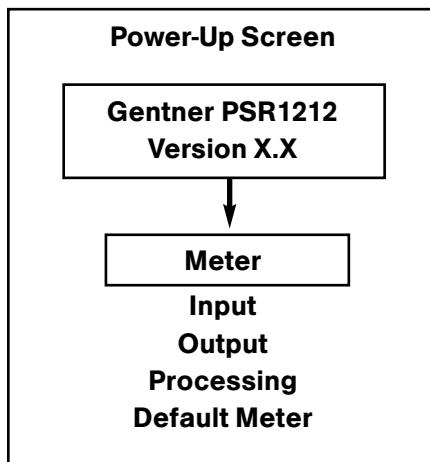 Power-Up Screen
Gentner PSR1212
Version X.X
Meter
Input
Output
Processing
Default Meter